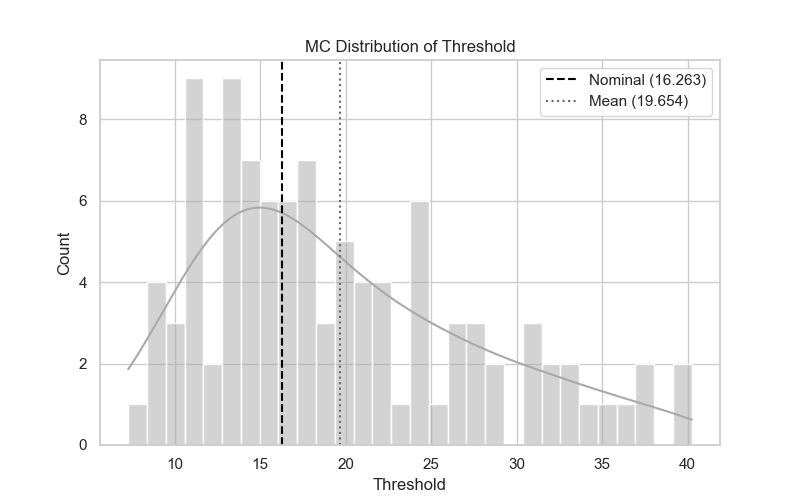 MC Distribution of Threshold
Nominal (16.263)
Mean (19.654)
8
6
4
2
0
Count
10 15 20 25 30 35 40
Threshold